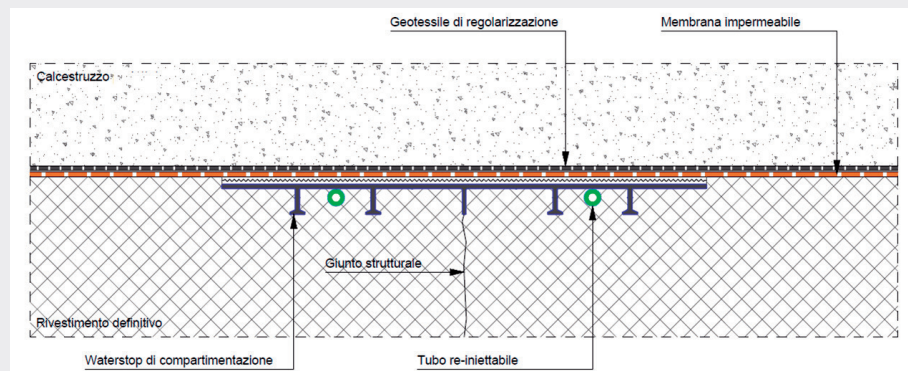 Geotessile di regolarizzazione
Membrana impermeabile
Calcestruzzo
Giunto strutturale
Rivestimento definitivo
Waterstop di compartimentazione
Tubo re-iniettabile